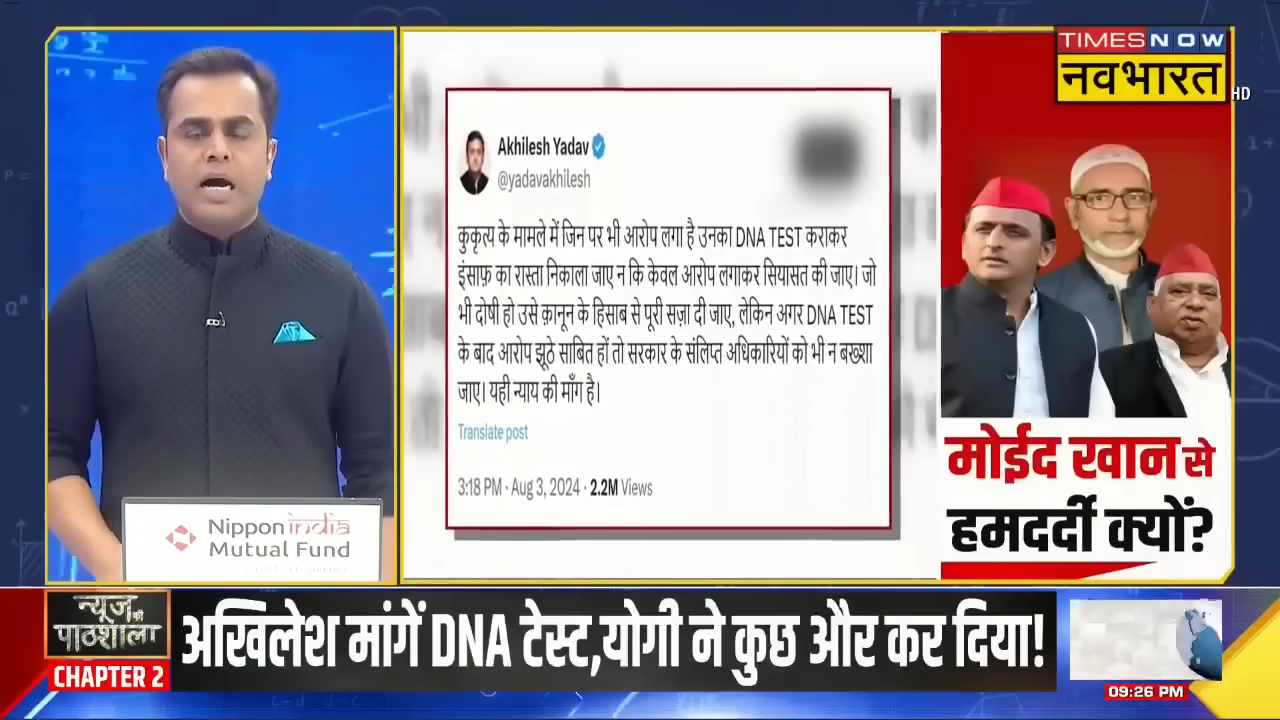 TIMES NOW
नवभारत
HD
Akhilesh Yadav
@yadavakhilesh
कुकृत्य के मामले में जिन पर भी आरोप लगा है उनका DNA TEST कराकर
इंसाफ़ का रास्ता निकाला जाए न कि केवल आरोप लगाकर सियासत की जाए। जो
भी दोषी हो उसे क़ानून के हिसाब से पूरी सज़ा दी जाए, लेकिन अगर DNA TEST
के बाद आरोप झूठे साबित हों तो सरकार के संलिप्त अधिकारियों को भी न बख्शा
जाए। यही न्याय की माँग है।
Translate post
3:18 PM · Aug 3, 2024 · 2.2M Views
मोईद खान से
हमदर्दी क्यों?
Nippon india
Mutual Fund
न्यूज़ की
पाठशाला
CHAPTER 2
अखिलेश मांगें DNA टेस्ट,योगी ने कुछ और कर दिया!
09:26 PM